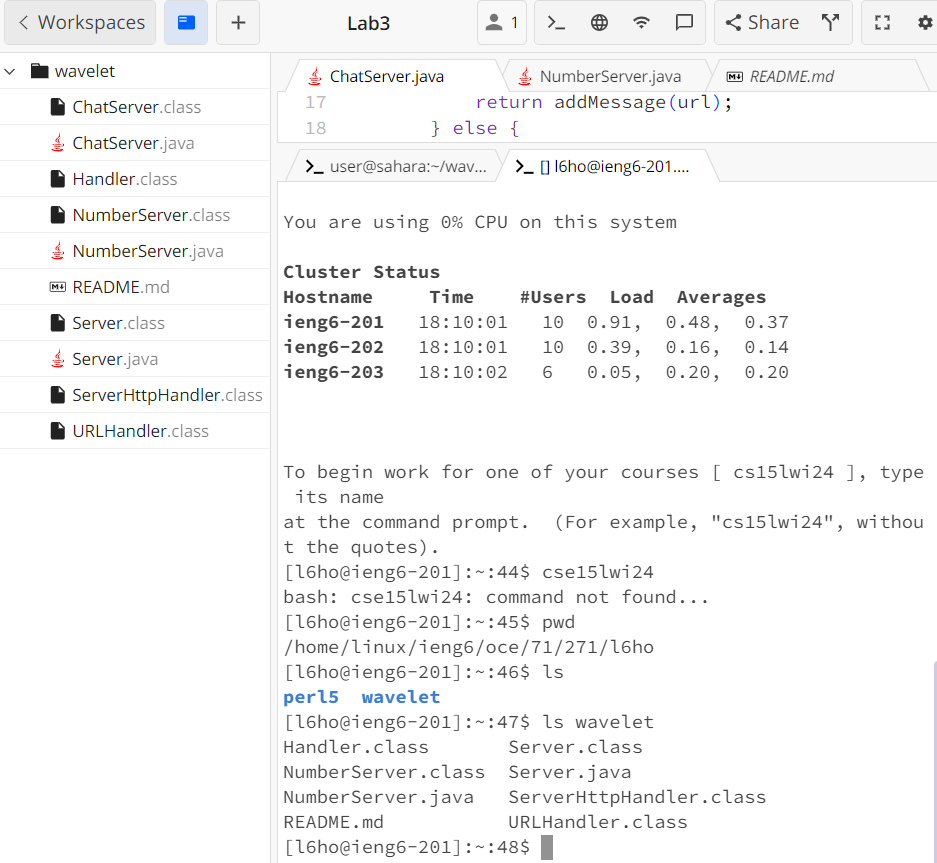 Workspaces
+
Lab3
1
Share
wavelet
ChatServer.class
ChatServer.java
Handler.class
NumberServer.class
NumberServer.java
README.md
Server.class
Server.java
ServerHttpHandler.class
URLHandler.class
ChatServer.java NumberServer.java README.md
17 return addMessage(url);
18 } else {
user@sahara:~/wav... [] l6ho@ieng6-201:...
You are using 0% CPU on this system
Cluster Status
Hostname Time #Users Load Averages
ieng6-201 18:10:01 10 0.91, 0.48, 0.37
ieng6-202 18:10:01 10 0.39, 0.16, 0.14
ieng6-203 18:10:02 6 0.05, 0.20, 0.20
To begin work for one of your courses [ cs15lwi24 ], type
its name
at the command prompt. (For example, "cs15lwi24", withou
t the quotes).
[l6ho@ieng6-201]:~:44$ cse15lwi24
bash: cse15lwi24: command not found...
[l6ho@ieng6-201]:~:45$ pwd
/home/linux/ieng6/oce/71/271/l6ho
[l6ho@ieng6-201]:~:46$ ls
perl5 wavelet
[l6ho@ieng6-201]:~:47$ ls wavelet
Handler.class Server.class
NumberServer.class Server.java
NumberServer.java ServerHttpHandler.class
README.md URLHandler.class
[l6ho@ieng6-201]:~:48$